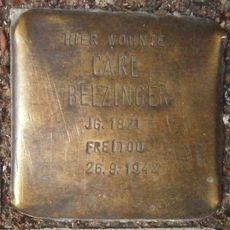 HIER WOHNTE
CARL
BELZINGER
JG. 1871
FREITOD
26.9.1942